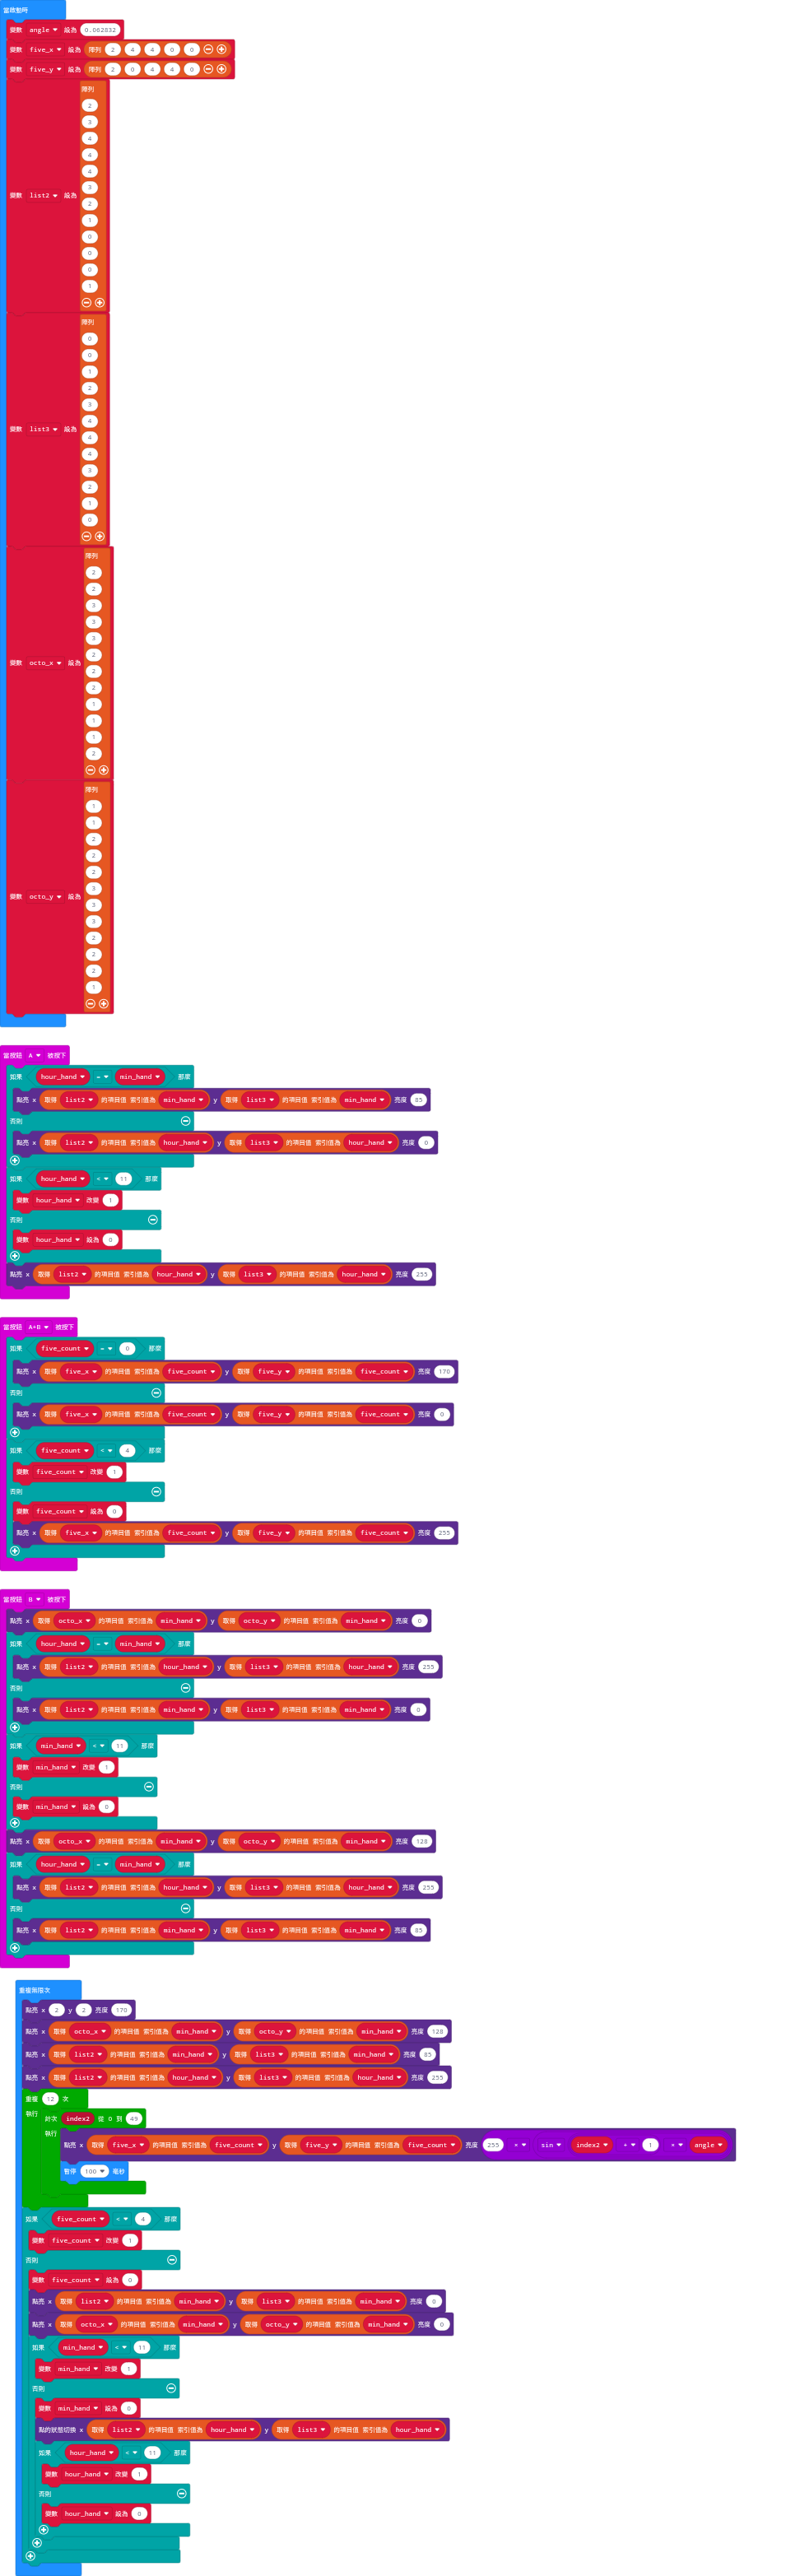 當啟動時
變數 angle 設為 0.062832
變數 five_x 設為 陣列 2 4 4 0 0
變數 five_y 設為 陣列 2 0 4 4 0
變數 list2 設為 陣列
2
3
4
4
4
3
2
1
0
0
0
1
變數 list3 設為 陣列
0
0
1
2
3
4
4
4
3
2
1
0
變數 octo_x 設為 陣列
2
2
3
3
3
2
2
2
1
1
1
2
變數 octo_y 設為 陣列
1
1
2
2
2
3
3
3
2
2
2
1
當按鈕 A 被按下
如果 hour_hand = min_hand 那麼
點亮 x 取得 list2 的項目值 索引值為 min_hand y 取得 list3 的項目值 索引值為 min_hand 亮度 85
否則
點亮 x 取得 list2 的項目值 索引值為 hour_hand y 取得 list3 的項目值 索引值為 hour_hand 亮度 0
如果 hour_hand < 11 那麼
變數 hour_hand 改變 1
否則
變數 hour_hand 設為 0
點亮 x 取得 list2 的項目值 索引值為 hour_hand y 取得 list3 的項目值 索引值為 hour_hand 亮度 255
當按鈕 A+B 被按下
如果 five_count = 0 那麼
點亮 x 取得 five_x 的項目值 索引值為 five_count y 取得 five_y 的項目值 索引值為 five_count 亮度 170
否則
點亮 x 取得 five_x 的項目值 索引值為 five_count y 取得 five_y 的項目值 索引值為 five_count 亮度 0
如果 five_count < 4 那麼
變數 five_count 改變 1
否則
變數 five_count 設為 0
點亮 x 取得 five_x 的項目值 索引值為 five_count y 取得 five_y 的項目值 索引值為 five_count 亮度 255
當按鈕 B 被按下
點亮 x 取得 octo_x 的項目值 索引值為 min_hand y 取得 octo_y 的項目值 索引值為 min_hand 亮度 0
如果 hour_hand = min_hand 那麼
點亮 x 取得 list2 的項目值 索引值為 hour_hand y 取得 list3 的項目值 索引值為 hour_hand 亮度 255
否則
點亮 x 取得 list2 的項目值 索引值為 min_hand y 取得 list3 的項目值 索引值為 min_hand 亮度 0
如果 min_hand < 11 那麼
變數 min_hand 改變 1
否則
變數 min_hand 設為 0
點亮 x 取得 octo_x 的項目值 索引值為 min_hand y 取得 octo_y 的項目值 索引值為 min_hand 亮度 128
如果 hour_hand = min_hand 那麼
點亮 x 取得 list2 的項目值 索引值為 hour_hand y 取得 list3 的項目值 索引值為 hour_hand 亮度 255
否則
點亮 x 取得 list2 的項目值 索引值為 min_hand y 取得 list3 的項目值 索引值為 min_hand 亮度 85
重複無限次
點亮 x 2 y 2 亮度 170
點亮 x 取得 octo_x 的項目值 索引值為 min_hand y 取得 octo_y 的項目值 索引值為 min_hand 亮度 128
點亮 x 取得 list2 的項目值 索引值為 min_hand y 取得 list3 的項目值 索引值為 min_hand 亮度 85
點亮 x 取得 list2 的項目值 索引值為 hour_hand y 取得 list3 的項目值 索引值為 hour_hand 亮度 255
重複 12 次
執行 計次 index2 從 0 到 49
執行 點亮 x 取得 five_x 的項目值 索引值為 five_count y 取得 five_y 的項目值 索引值為 five_count 亮度 255 × sin index2 + 1 × angle
暫停 100 毫秒
如果 five_count < 4 那麼
變數 five_count 改變 1
否則
變數 five_count 設為 0
點亮 x 取得 list2 的項目值 索引值為 min_hand y 取得 list3 的項目值 索引值為 min_hand 亮度 0
點亮 x 取得 octo_x 的項目值 索引值為 min_hand y 取得 octo_y 的項目值 索引值為 min_hand 亮度 0
如果 min_hand < 11 那麼
變數 min_hand 改變 1
否則
變數 min_hand 設為 0
點的狀態切換 x 取得 list2 的項目值 索引值為 hour_hand y 取得 list3 的項目值 索引值為 hour_hand
如果 hour_hand < 11 那麼
變數 hour_hand 改變 1
否則
變數 hour_hand 設為 0